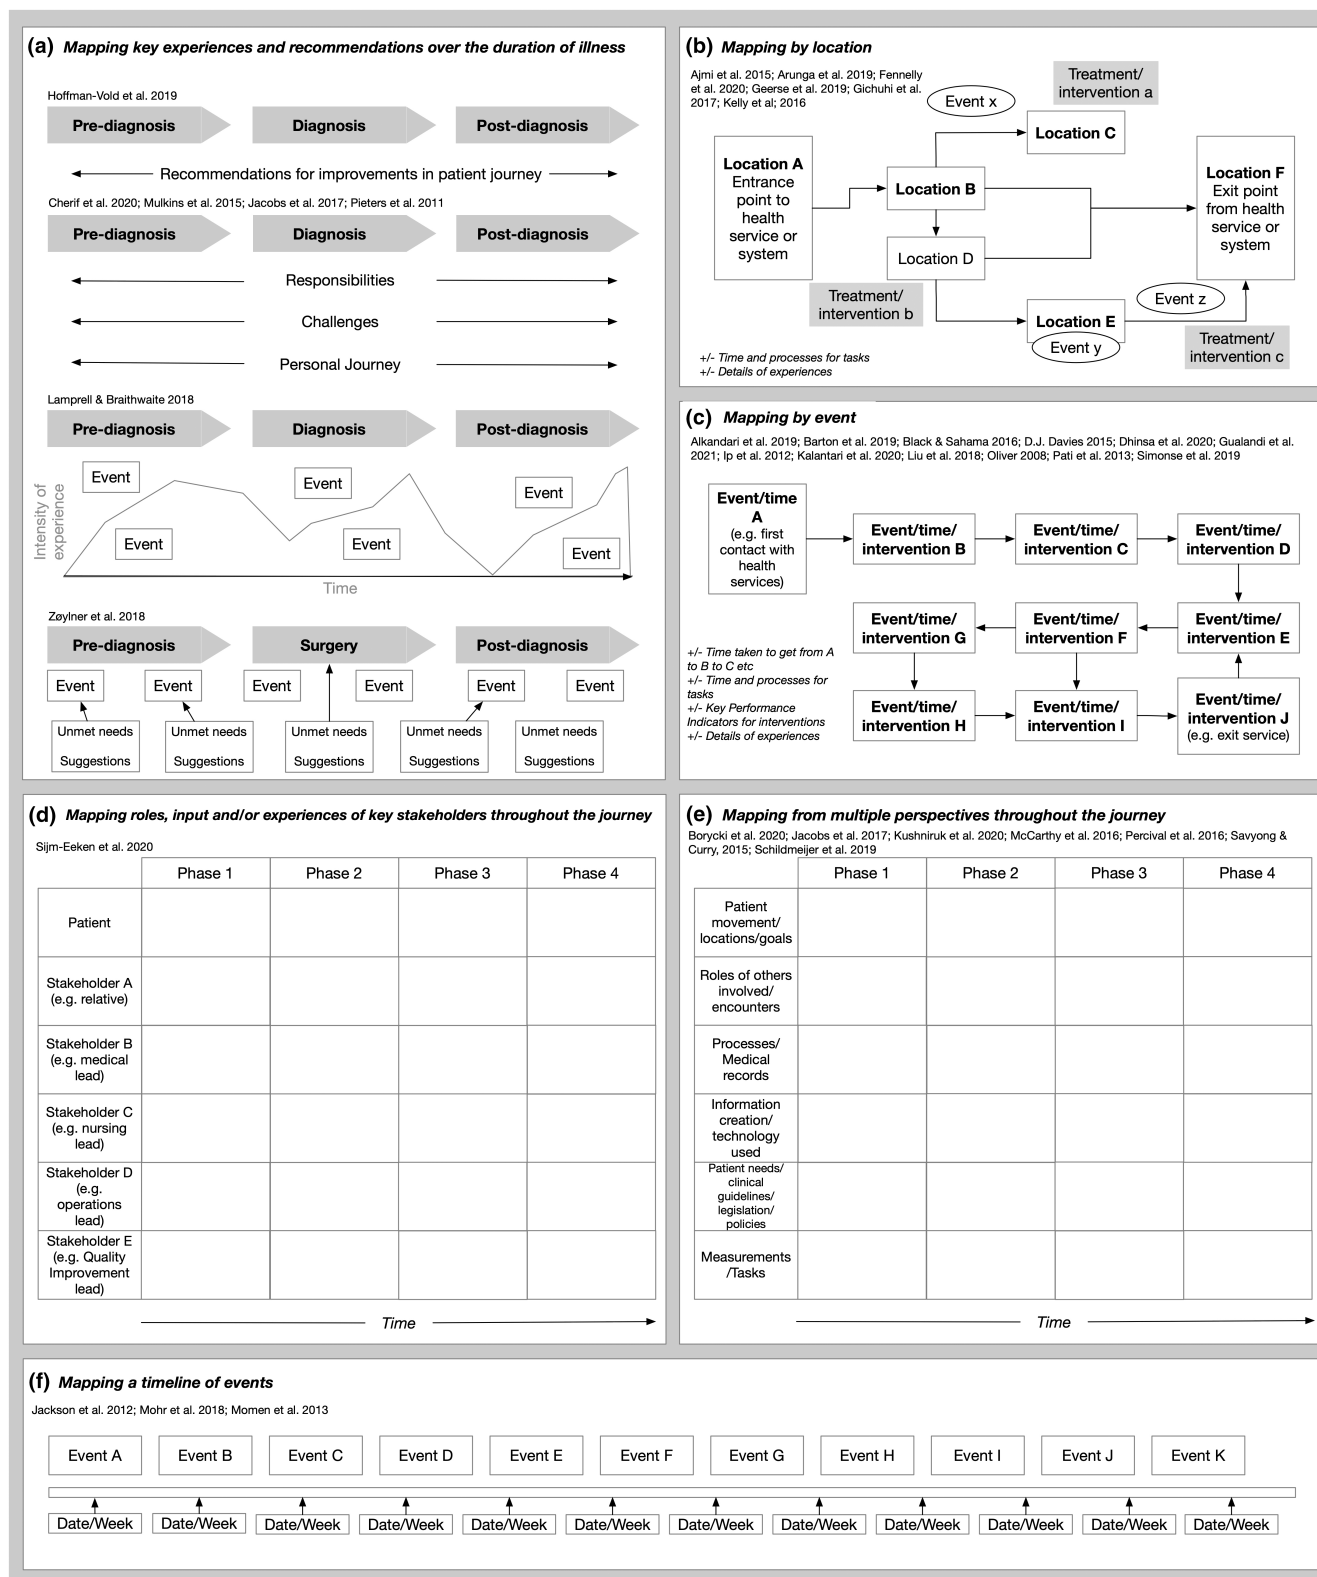 (a) Mapping key experiences and recommendations over the duration of illness
Hoffman-Vold et al. 2019
Pre-diagnosis
Diagnosis
Post-diagnosis
Recommendations for improvements in patient journey
Cherif et al. 2020; Mulkins et al. 2015; Jacobs et al. 2017; Pieters et al. 2011
Pre-diagnosis
Diagnosis
Post-diagnosis
Responsibilities
Challenges
Personal Journey
Lamprell & Braithwaite 2018
Pre-diagnosis
Diagnosis
Post-diagnosis
Intensity of
experience
Event
Event
Event
Event
Event
Event
Time
Zøylner et al. 2018
Pre-diagnosis
Surgery
Post-diagnosis
Event
Event
Event
Event
Event
Event
Unmet needs
Suggestions
Unmet needs
Suggestions
Unmet needs
Suggestions
Unmet needs
Suggestions
Unmet needs
Suggestions
(b) Mapping by location
Ajmi et al. 2015; Arunga et al. 2019; Fennelly
et al. 2020; Geerse et al. 2019; Gichuhi et al.
2017; Kelly et al; 2016
Treatment/
intervention a
Event x
Location C
Location A
Entrance
point to
health
service or
system
Location B
Location D
Location F
Exit point
from health
service or
system
Treatment/
intervention b
Location E
Event y
Event z
Treatment/
intervention c
+/- Time and processes for tasks
+/- Details of experiences
(c) Mapping by event
Alkandari et al. 2019; Barton et al. 2019; Black & Sahama 2016; D.J. Davies 2015; Dhinsa et al. 2020; Gualandi et al.
2021; Ip et al. 2012; Kalantari et al. 2020; Liu et al. 2018; Oliver 2008; Pati et al. 2013; Simonse et al. 2019
Event/time
A
(e.g. first
contact with
health
services)
Event/time/
intervention B
Event/time/
intervention C
Event/time/
intervention D
Event/time/
intervention G
Event/time/
intervention F
Event/time/
intervention E
Event/time/
intervention H
Event/time/
intervention I
Event/time/
intervention J
(e.g. exit service)
+/- Time taken to get from A
to B to C etc
+/- Time and processes for
tasks
+/- Key Performance
Indicators for interventions
+/- Details of experiences
(d) Mapping roles, input and/or experiences of key stakeholders throughout the journey
Sijm-Eeken et al. 2020
Phase 1
Phase 2
Phase 3
Phase 4
Patient
Stakeholder A
(e.g. relative)
Stakeholder B
(e.g. medical
lead)
Stakeholder C
(e.g. nursing
lead)
Stakeholder D
(e.g.
operations
lead)
Stakeholder E
(e.g. Quality
Improvement
lead)
Time
(e) Mapping from multiple perspectives throughout the journey
Borycki et al. 2020; Jacobs et al. 2017; Kushniruk et al. 2020; McCarthy et al. 2016; Percival et al. 2016; Savyong &
Curry, 2015; Schildmeijer et al. 2019
Phase 1
Phase 2
Phase 3
Phase 4
Patient
movement/
locations/goals
Roles of others
involved/
encounters
Processes/
Medical
records
Information
creation/
technology
used
Patient needs/
clinical
guidelines/
legislation/
policies
Measurements
/Tasks
Time
(f) Mapping a timeline of events
Jackson et al. 2012; Mohr et al. 2018; Momen et al. 2013
Event A
Event B
Event C
Event D
Event E
Event F
Event G
Event H
Event I
Event J
Event K
Date/Week
Date/Week
Date/Week
Date/Week
Date/Week
Date/Week
Date/Week
Date/Week
Date/Week
Date/Week
Date/Week
Date/Week